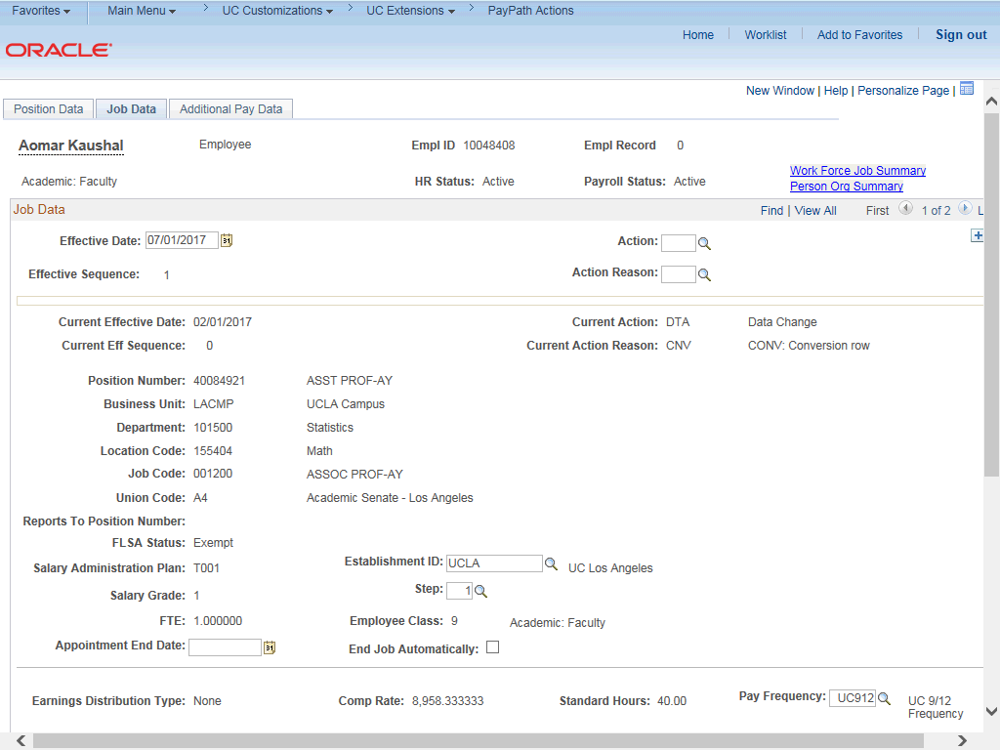 Favorites Main Menu > UC Customizations > UC Extensions > PayPath Actions
Home Worklist Add to Favorites Sign out
ORACLE
New Window | Help | Personalize Page |
Position Data Job Data Additional Pay Data
Aomar Kaushal Employee Empl ID 10048408 Empl Record 0
Academic: Faculty HR Status: Active Payroll Status: Active
Work Force Job Summary
Person Org Summary
Job Data Find | View All First 1 of 2 L
Effective Date: 07/01/2017 31 Action:
Effective Sequence: 1 Action Reason:
Current Effective Date: 02/01/2017 Current Action: DTA Data Change
Current Eff Sequence: 0 Current Action Reason: CNV CONV: Conversion row
Position Number: 40084921 ASST PROF-AY
Business Unit: LACMP UCLA Campus
Department: 101500 Statistics
Location Code: 155404 Math
Job Code: 001200 ASSOC PROF-AY
Union Code: A4 Academic Senate - Los Angeles
Reports To Position Number:
FLSA Status: Exempt
Salary Administration Plan: T001 Establishment ID: UCLA UC Los Angeles
Salary Grade: 1 Step: 1
FTE: 1.000000 Employee Class: 9 Academic: Faculty
Appointment End Date: 31 End Job Automatically:
Earnings Distribution Type: None Comp Rate: 8,958.333333 Standard Hours: 40.00 Pay Frequency: UC912 UC 9/12
Frequency